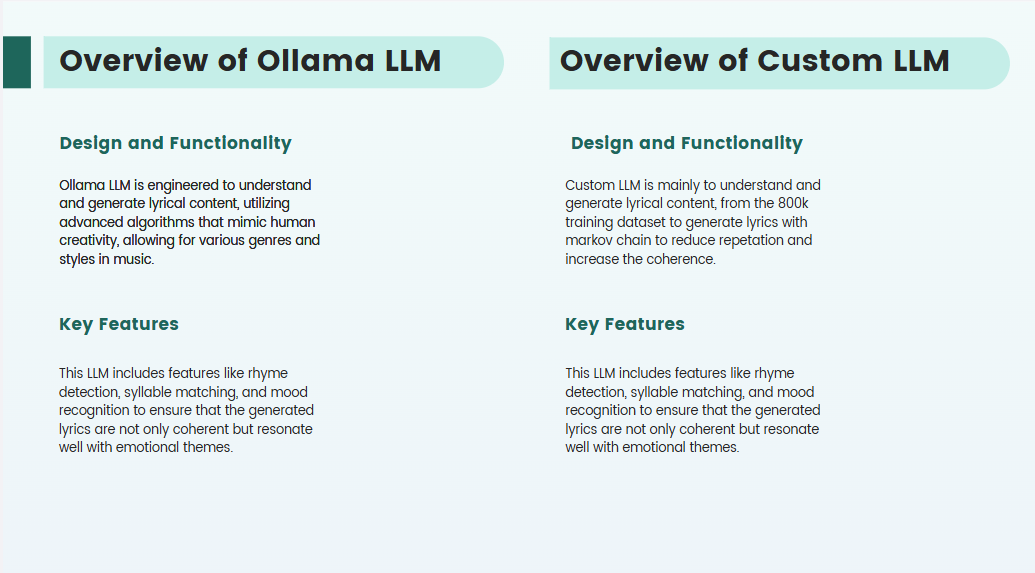 Overview of Ollama LLM
Design and Functionality
Ollama LLM is engineered to understand
and generate lyrical content, utilizing
advanced algorithms that mimic human
creativity, allowing for various genres and
styles in music.
Key Features
This LLM includes features like rhyme
detection, syllable matching, and mood
recognition to ensure that the generated
lyrics are not only coherent but resonate
well with emotional themes.
Overview of Custom LLM
Design and Functionality
Custom LLM is mainly to understand and
generate lyrical content, from the 800k
training dataset to generate lyrics with
markov chain to reduce repetation and
increase the coherence.
Key Features
This LLM includes features like rhyme
detection, syllable matching, and mood
recognition to ensure that the generated
lyrics are not only coherent but resonate
well with emotional themes.